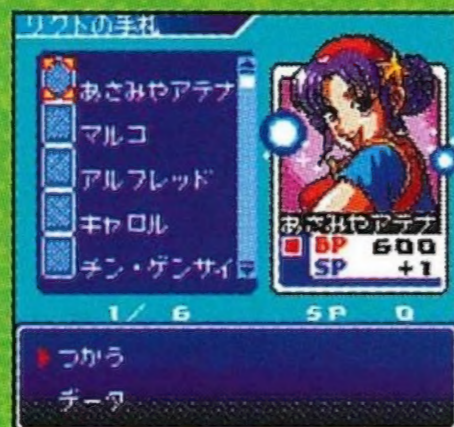 リクトの手札
あさみやアテナ
マルコ
アルフレッド
キャロル
チン・ゲンサイ
あさみやアテナ
BP 600
SP +1
1/ 6
SP 0
つかう
データ